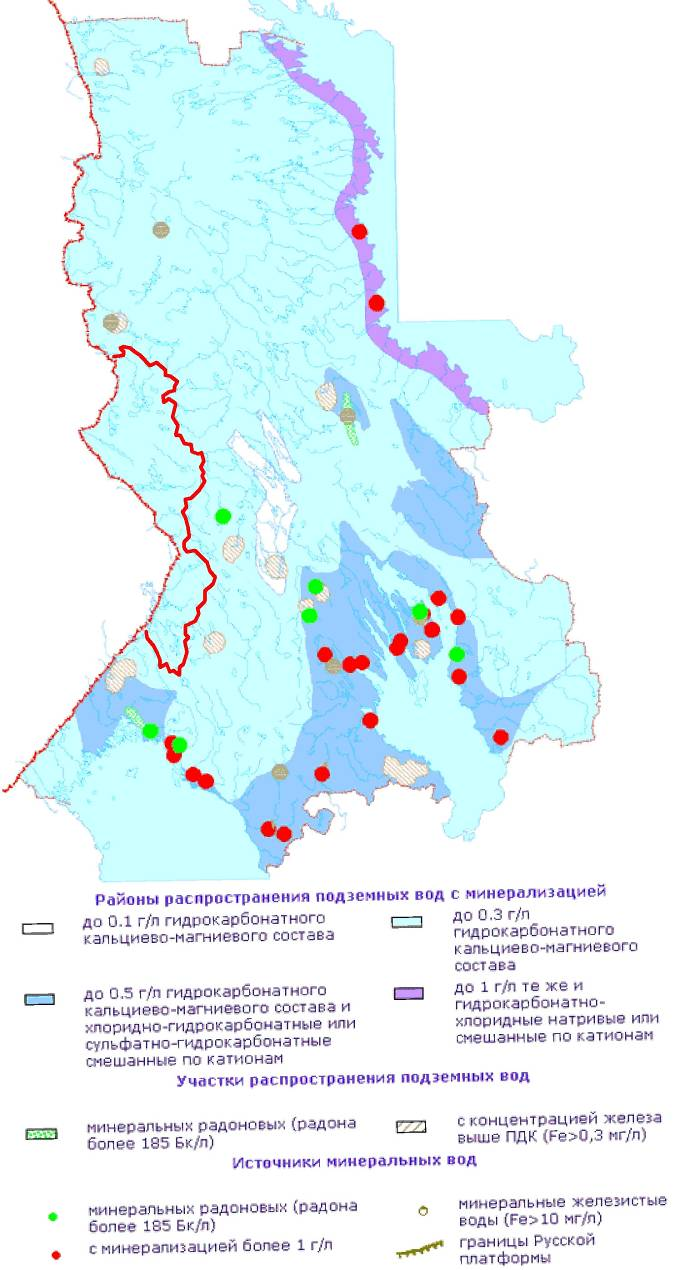 Районы распространения подземных вод с минерализацией
до 0.1 г/л гидрокарбонатного
кальциево-магниевого состава
до 0.3 г/л
гидрокарбонатного
кальциево-магниевого
состава
до 0.5 г/л гидрокарбонатного
кальциево-магниевого состава и
хлоридно-гидрокарбонатные или
сульфатно-гидрокарбонатные
смешанные по катионам
до 1 г/л те же и
гидрокарбонатно-
хлоридные натривые или
смешанные по катионам
Участки распространения подземных вод
минеральных радоновых (радона
более 185 Бк/л)
с концентрацией железа
выше ПДК (Fe>0,3 мг/л)
Источники минеральных вод
минеральных радоновых (радона
более 185 Бк/л)
минеральные железистые
воды (Fe>10 мг/л)
с минерализацией более 1 г/л
границы Русской
платформы